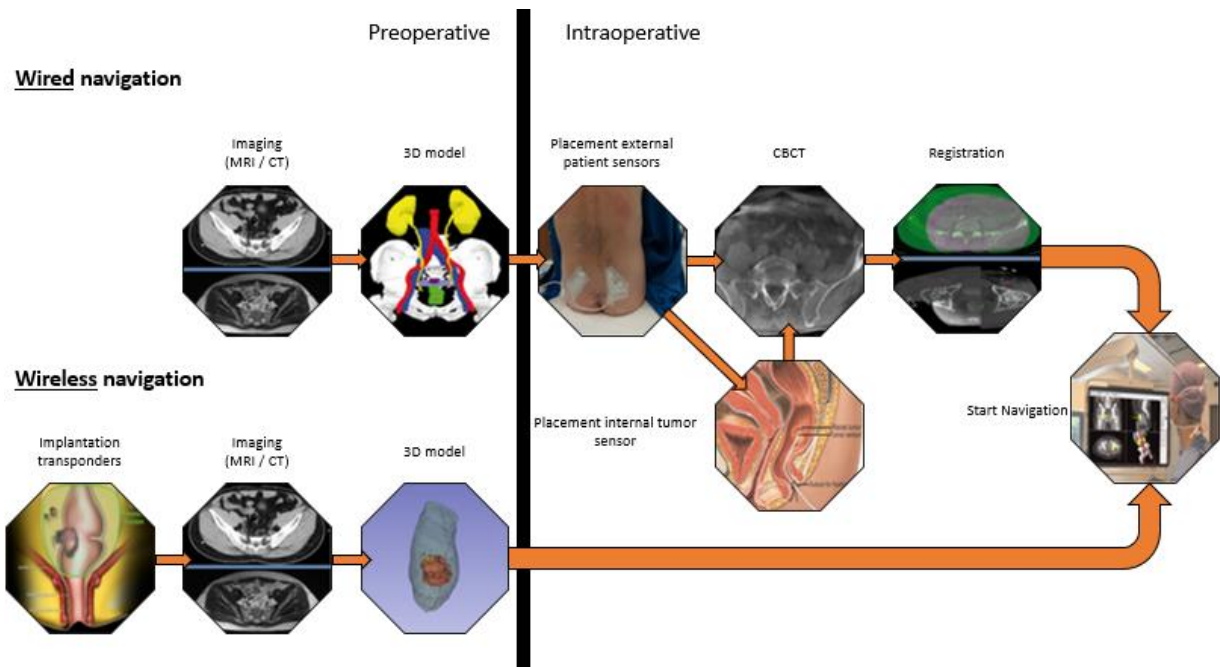 Preoperative
Intraoperative
Wired navigation
Imaging
(MRI / CT)
3D model
Placement external
patient sensors
CBCT
Registration
Wireless navigation
Placement internal tumor
sensor
Start Navigation
Implantation
transponders
Imaging
(MRI / CT)
3D model